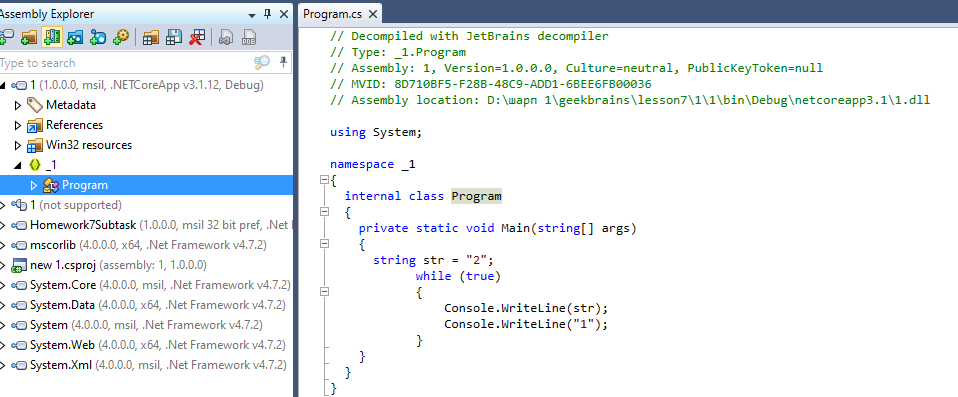 Assembly Explorer
Type to search
1 (1.0.0.0, msil, .NETCoreApp v3.1.12, Debug)
Metadata
References
Win32 resources
_1
Program
1 (not supported)
Homework7Subtask (1.0.0.0, msil 32 bit pref, .Net
mscorlib (4.0.0.0, x64, .Net Framework v4.7.2)
new 1.csproj (assembly: 1, 1.0.0.0)
System.Core (4.0.0.0, msil, .Net Framework v4.7.2)
System.Data (4.0.0.0, x64, .Net Framework v4.7.2)
System (4.0.0.0, msil, .Net Framework v4.7.2)
System.Web (4.0.0.0, x64, .Net Framework v4.7.2)
System.Xml (4.0.0.0, msil, .Net Framework v4.7.2)
Program.cs
// Decompiled with JetBrains decompiler
// Type: _1.Program
// Assembly: 1, Version=1.0.0.0, Culture=neutral, PublicKeyToken=null
// MVID: 8D710BF5-F28B-48C9-ADD1-6BEE6FB00036
// Assembly location: D:\шарп 1\geekbrains\lesson7\1\1\bin\Debug\netcoreapp3.1\1.dll
using System;
namespace _1
{
internal class Program
{
private static void Main(string[] args)
{
string str = "2";
while (true)
{
Console.WriteLine(str);
Console.WriteLine("1");
}
}
}
}